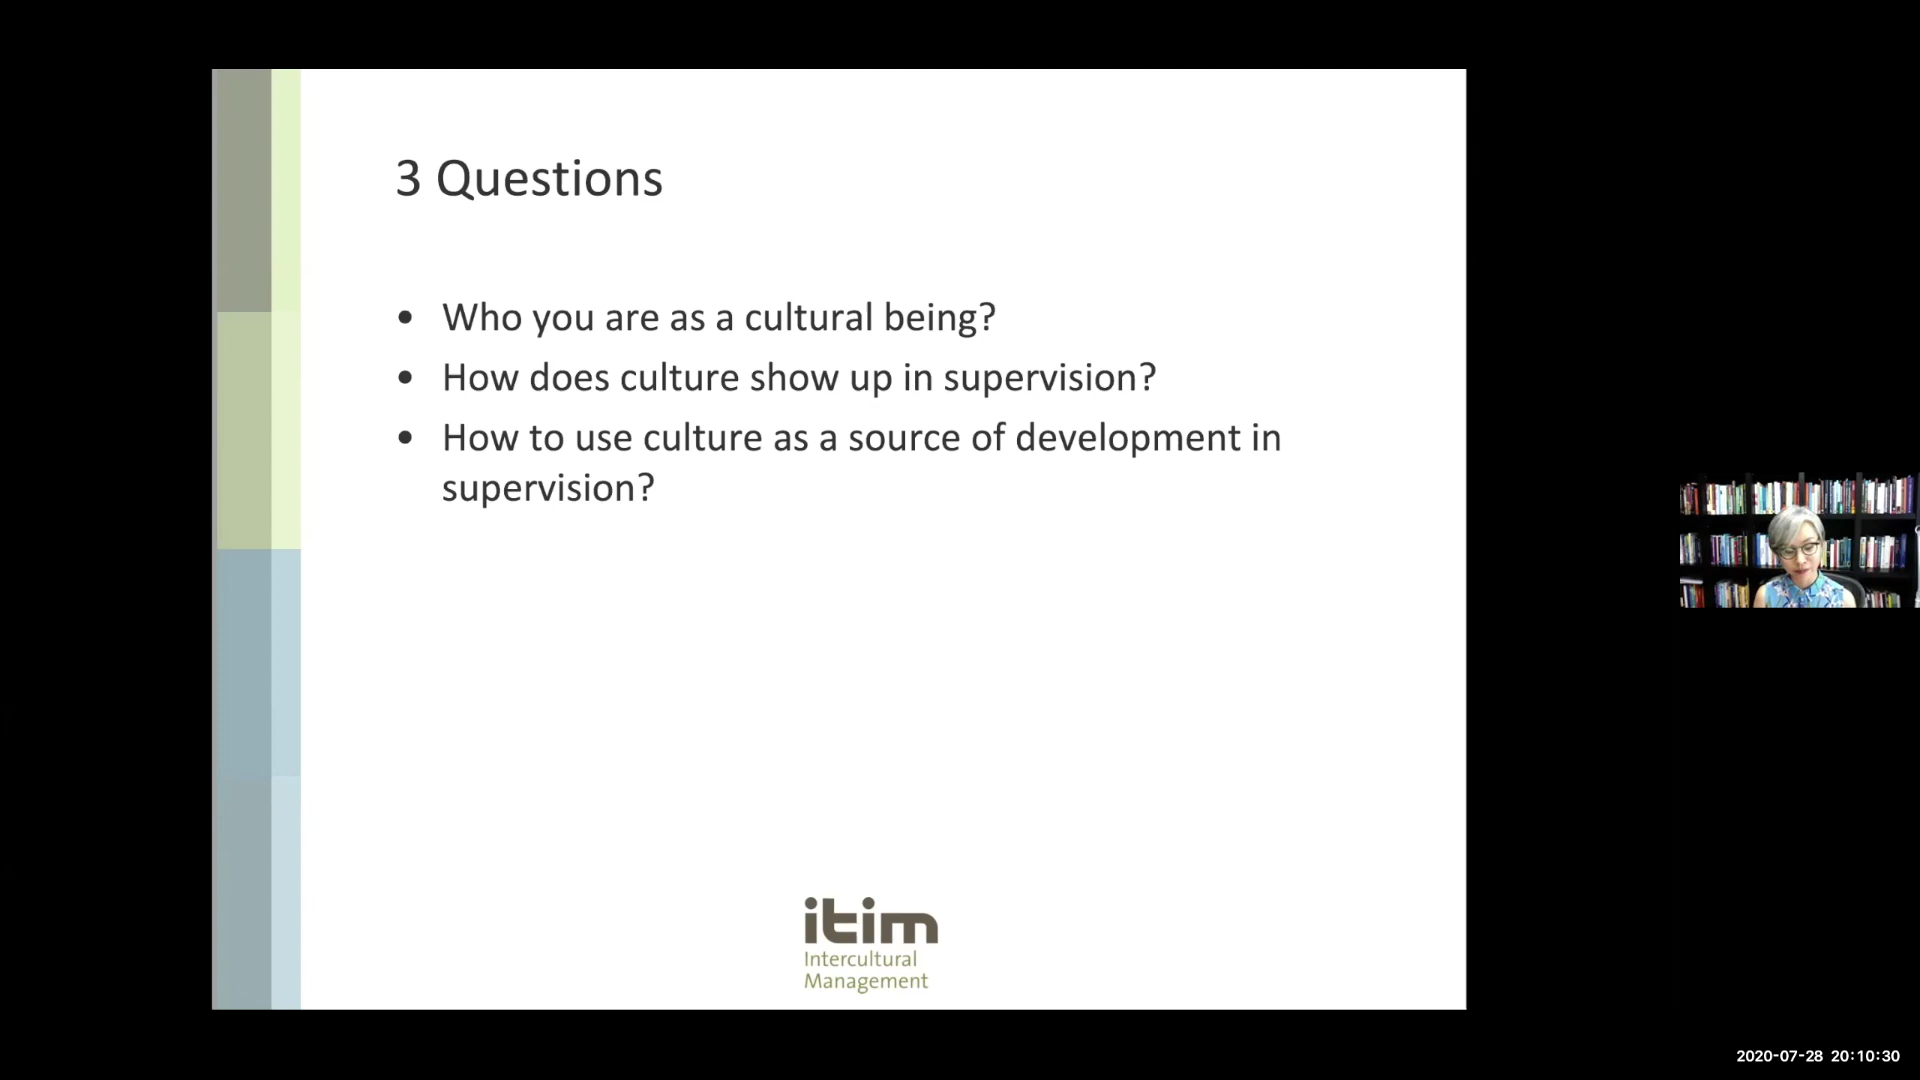 3 Questions
• Who you are as a cultural being?
• How does culture show up in supervision?
• How to use culture as a source of development in
supervision?
itim
Intercultural
Management
2020-07-28 20:10:30